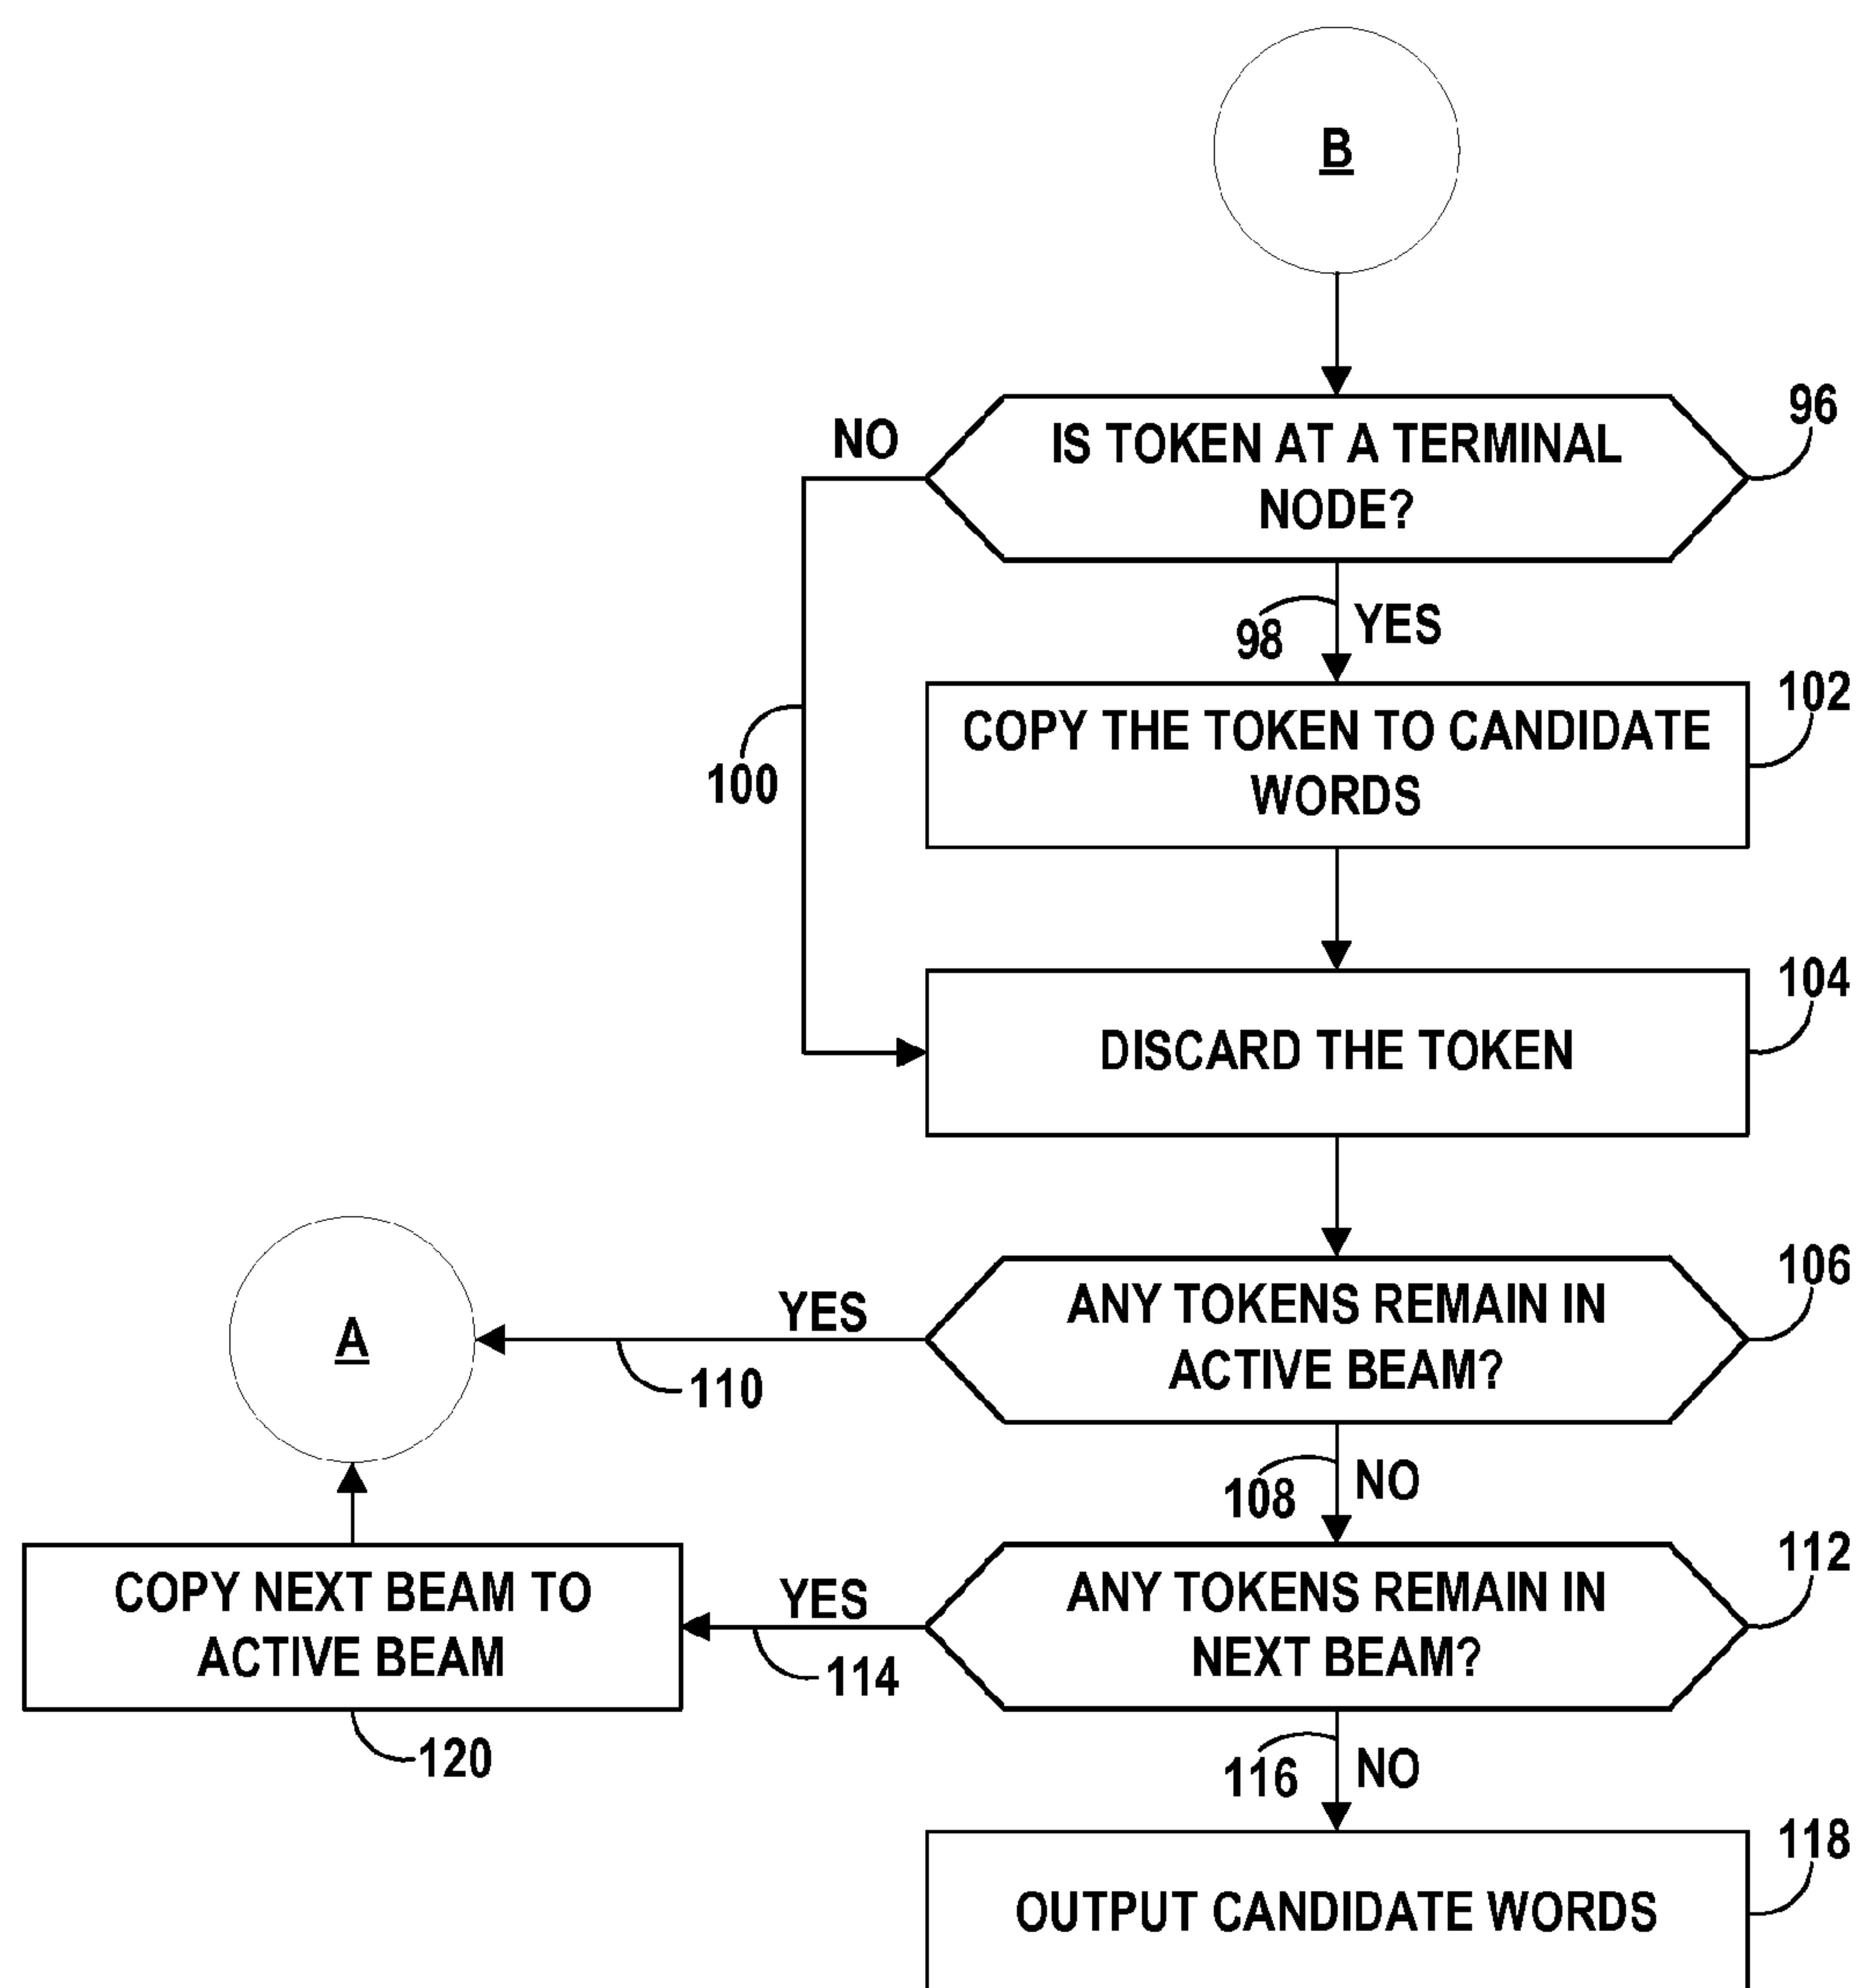 B
IS TOKEN AT A TERMINAL
NODE?
96
NO
98
YES
100
COPY THE TOKEN TO CANDIDATE
WORDS
102
DISCARD THE TOKEN
104
A
YES
110
ANY TOKENS REMAIN IN
ACTIVE BEAM?
106
108
NO
COPY NEXT BEAM TO
ACTIVE BEAM
120
YES
114
ANY TOKENS REMAIN IN
NEXT BEAM?
112
116
NO
OUTPUT CANDIDATE WORDS
118